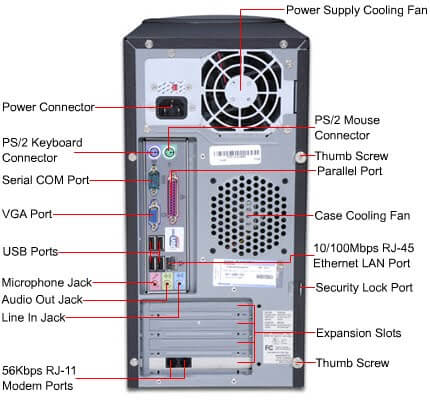 Power Supply Cooling Fan
Power Connector
PS/2 Mouse
Connector
PS/2 Keyboard
Connector
Thumb Screw
Parallel Port
Serial COM Port
VGA Port
Case Cooling Fan
USB Ports
10/100Mbps RJ-45
Ethernet LAN Port
Microphone Jack
Security Lock Port
Audio Out Jack
Line In Jack
Expansion Slots
56Kbps RJ-11
Modem Ports
Thumb Screw
FC